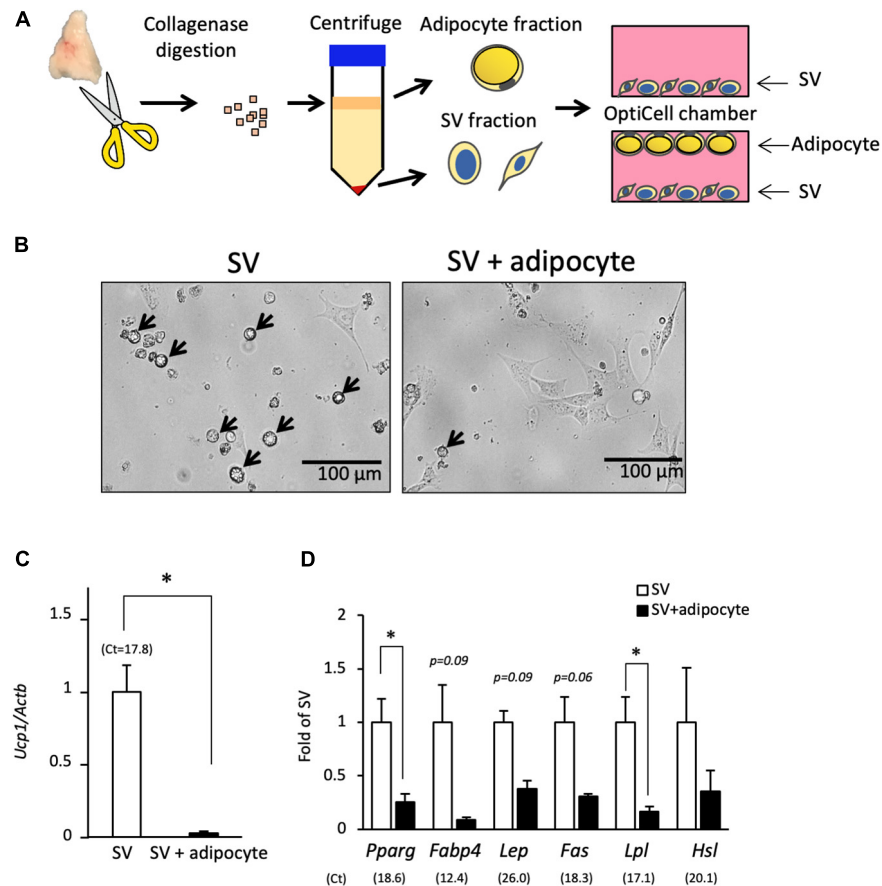 A
Collagenase
digestion
Centrifuge
Adipocyte fraction
SV fraction
SV
OptiCell chamber
Adipocyte
SV
B
SV
SV + adipocyte
100 µm
100 µm
C
*
1.5
(Ct=17.8)
1
0.5
0
Ucp1/Actb
SV
SV + adipocyte
D
SV
SV+adipocyte
2
1.5
1
0.5
0
Fold of SV
*
p=0.09
p=0.09
p=0.06
*
Pparg Fabp4 Lep Fas Lpl Hsl
(Ct) (18.6) (12.4) (26.0) (18.3) (17.1) (20.1)